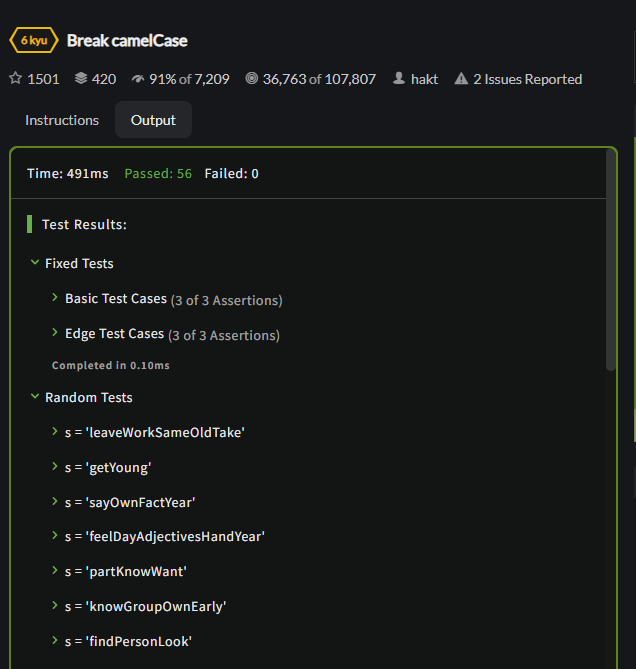 6 kyu Break camelCase
1501 420 91% of 7,209 36,763 of 107,807 hakt 2 Issues Reported
Instructions Output
Time: 491ms Passed: 56 Failed: 0
Test Results:
Fixed Tests
Basic Test Cases (3 of 3 Assertions)
Edge Test Cases (3 of 3 Assertions)
Completed in 0.10ms
Random Tests
s = 'leaveWorkSameOldTake'
s = 'getYoung'
s = 'sayOwnFactYear'
s = 'feelDayAdjectivesHandYear'
s = 'partKnowWant'
s = 'knowGroupOwnEarly'
s = 'findPersonLook'